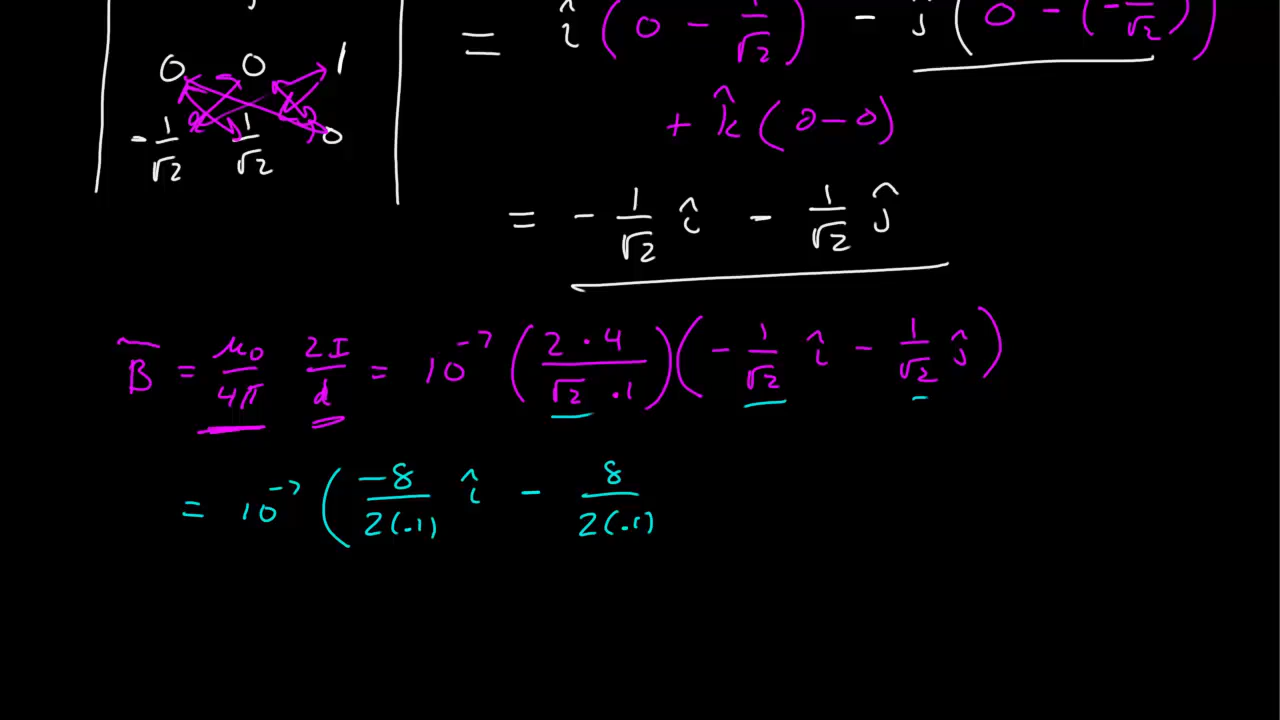 = î ( 0 - 1/√2 ) - ĵ ( 0 - ( - 1/√2 ) )
0 0 1
+ k̂ ( 0 - 0 )
- 1/√2 1/√2 0
= - 1/√2 î - 1/√2 ĵ
B = μ0/4π 2I/d = 10^-7 ( 2 · 4 / √2 · .1 ) ( - 1/√2 î - 1/√2 ĵ )
= 10^-7 ( -8/2(.1) î - 8/2(.1)